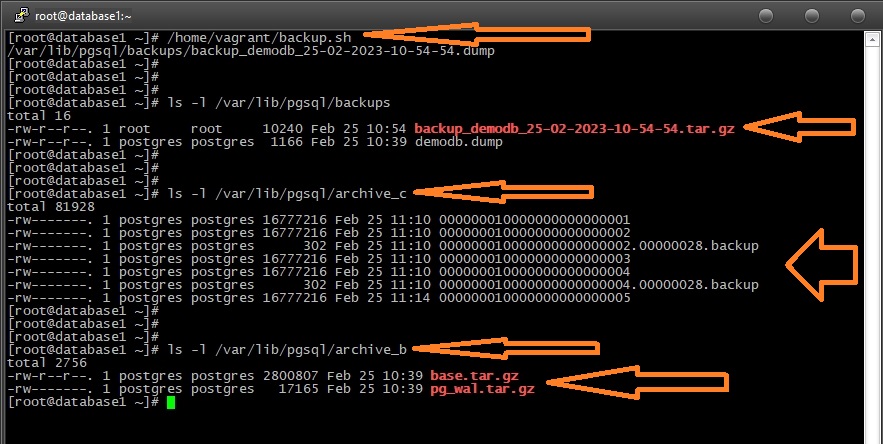 root@database1:~
[root@database1 ~]# /home/vagrant/backup.sh
/var/lib/pgsql/backups/backup_demodb_25-02-2023-10-54-54.dump
[root@database1 ~]#
[root@database1 ~]#
[root@database1 ~]#
[root@database1 ~]# ls -l /var/lib/pgsql/backups
total 16
-rw-r--r--. 1 root     root     10240 Feb 25 10:54 backup_demodb_25-02-2023-10-54-54.tar.gz
-rw-r--r--. 1 postgres postgres  1166 Feb 25 10:39 demodb.dump
[root@database1 ~]#
[root@database1 ~]#
[root@database1 ~]#
[root@database1 ~]# ls -l /var/lib/pgsql/archive_c
total 81928
-rw-------. 1 postgres postgres 16777216 Feb 25 11:10 000000010000000000000001
-rw-------. 1 postgres postgres 16777216 Feb 25 11:10 000000010000000000000002
-rw-------. 1 postgres postgres      302 Feb 25 11:10 000000010000000000000002.00000028.backup
-rw-------. 1 postgres postgres 16777216 Feb 25 11:10 000000010000000000000003
-rw-------. 1 postgres postgres 16777216 Feb 25 11:10 000000010000000000000004
-rw-------. 1 postgres postgres      302 Feb 25 11:10 000000010000000000000004.00000028.backup
-rw-------. 1 postgres postgres 16777216 Feb 25 11:14 000000010000000000000005
[root@database1 ~]#
[root@database1 ~]#
[root@database1 ~]#
[root@database1 ~]# ls -l /var/lib/pgsql/archive_b
total 2756
-rw-r--r--. 1 postgres postgres 2800807 Feb 25 10:39 base.tar.gz
-rw-------. 1 postgres postgres   17165 Feb 25 10:39 pg_wal.tar.gz
[root@database1 ~]#